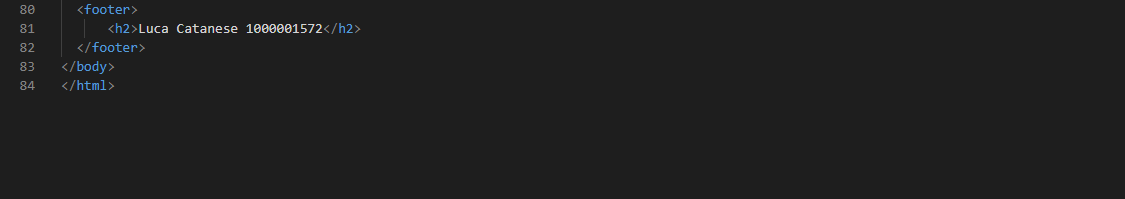 80 <footer>
81 <h2>Luca Catanese 1000001572</h2>
82 </footer>
83 </body>
84 </html>